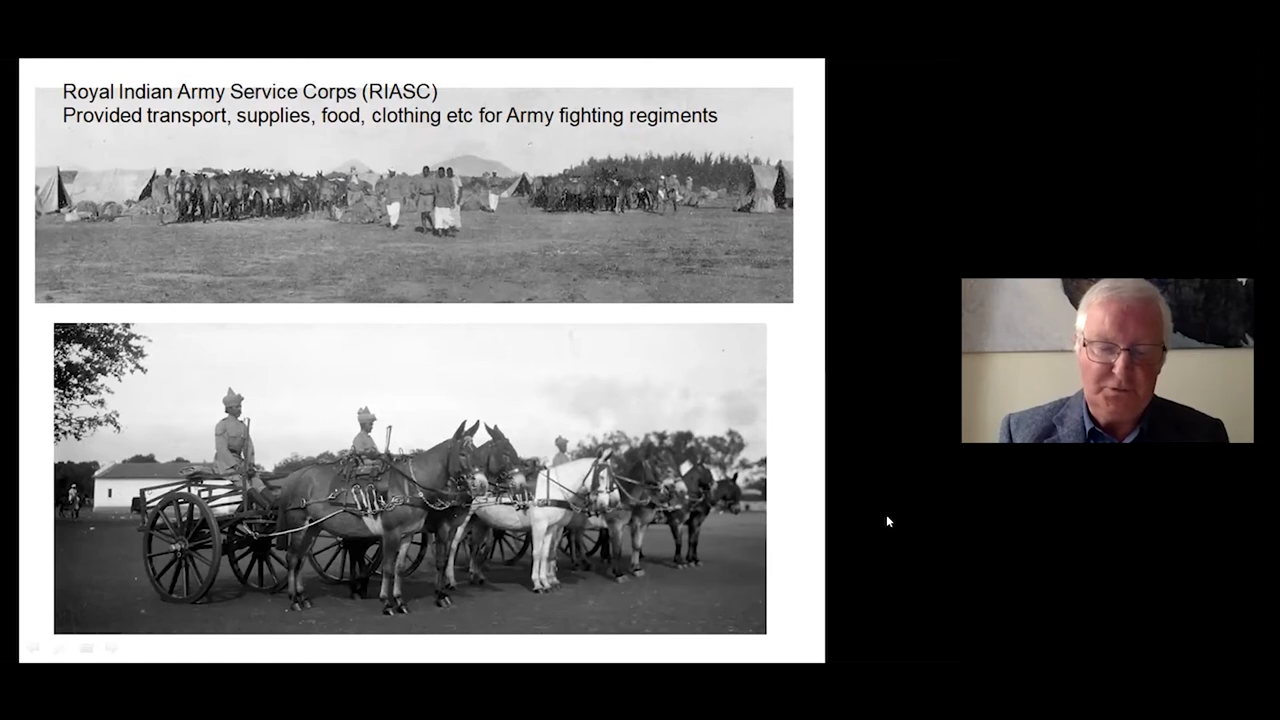 Royal Indian Army Service Corps (RIASC)
Provided transport, supplies, food, clothing etc for Army fighting regiments